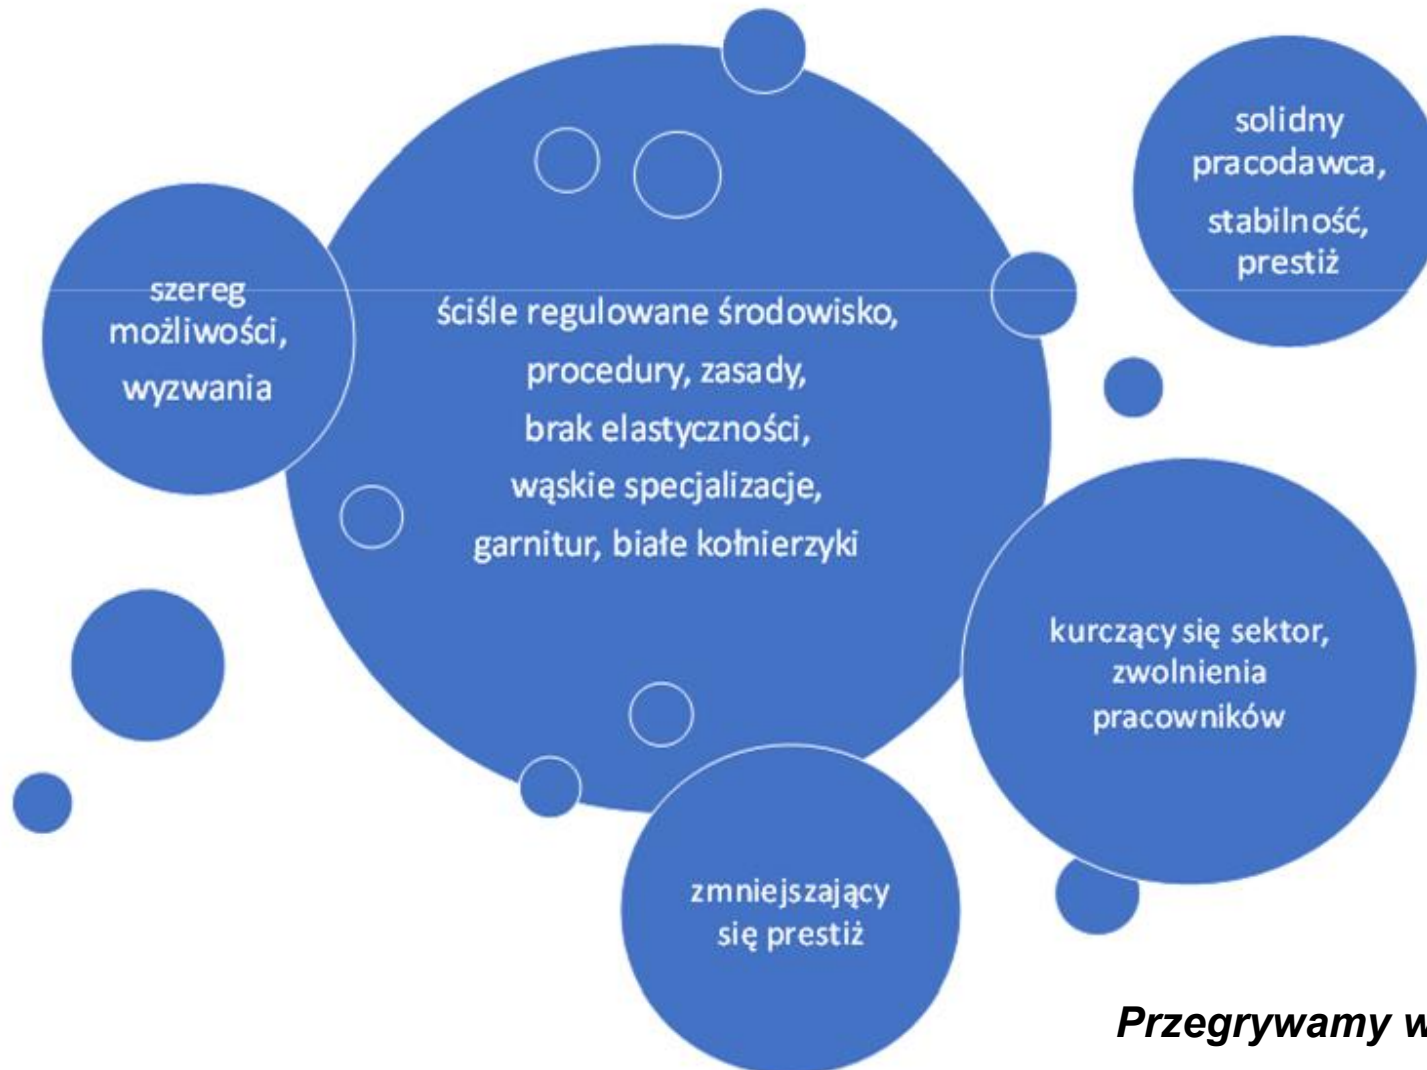 solidny
pracodawca,
stabilność,
prestiż
szereg
możliwości,
wyzwania
ściśle regulowane środowisko,
procedury, zasady,
brak elastyczności,
wąskie specjalizacje,
garnitur, białe kołnierzyki
kurczący się sektor,
zwolnienia
pracowników
zmniejszający
się prestiż
Przegrywamy w